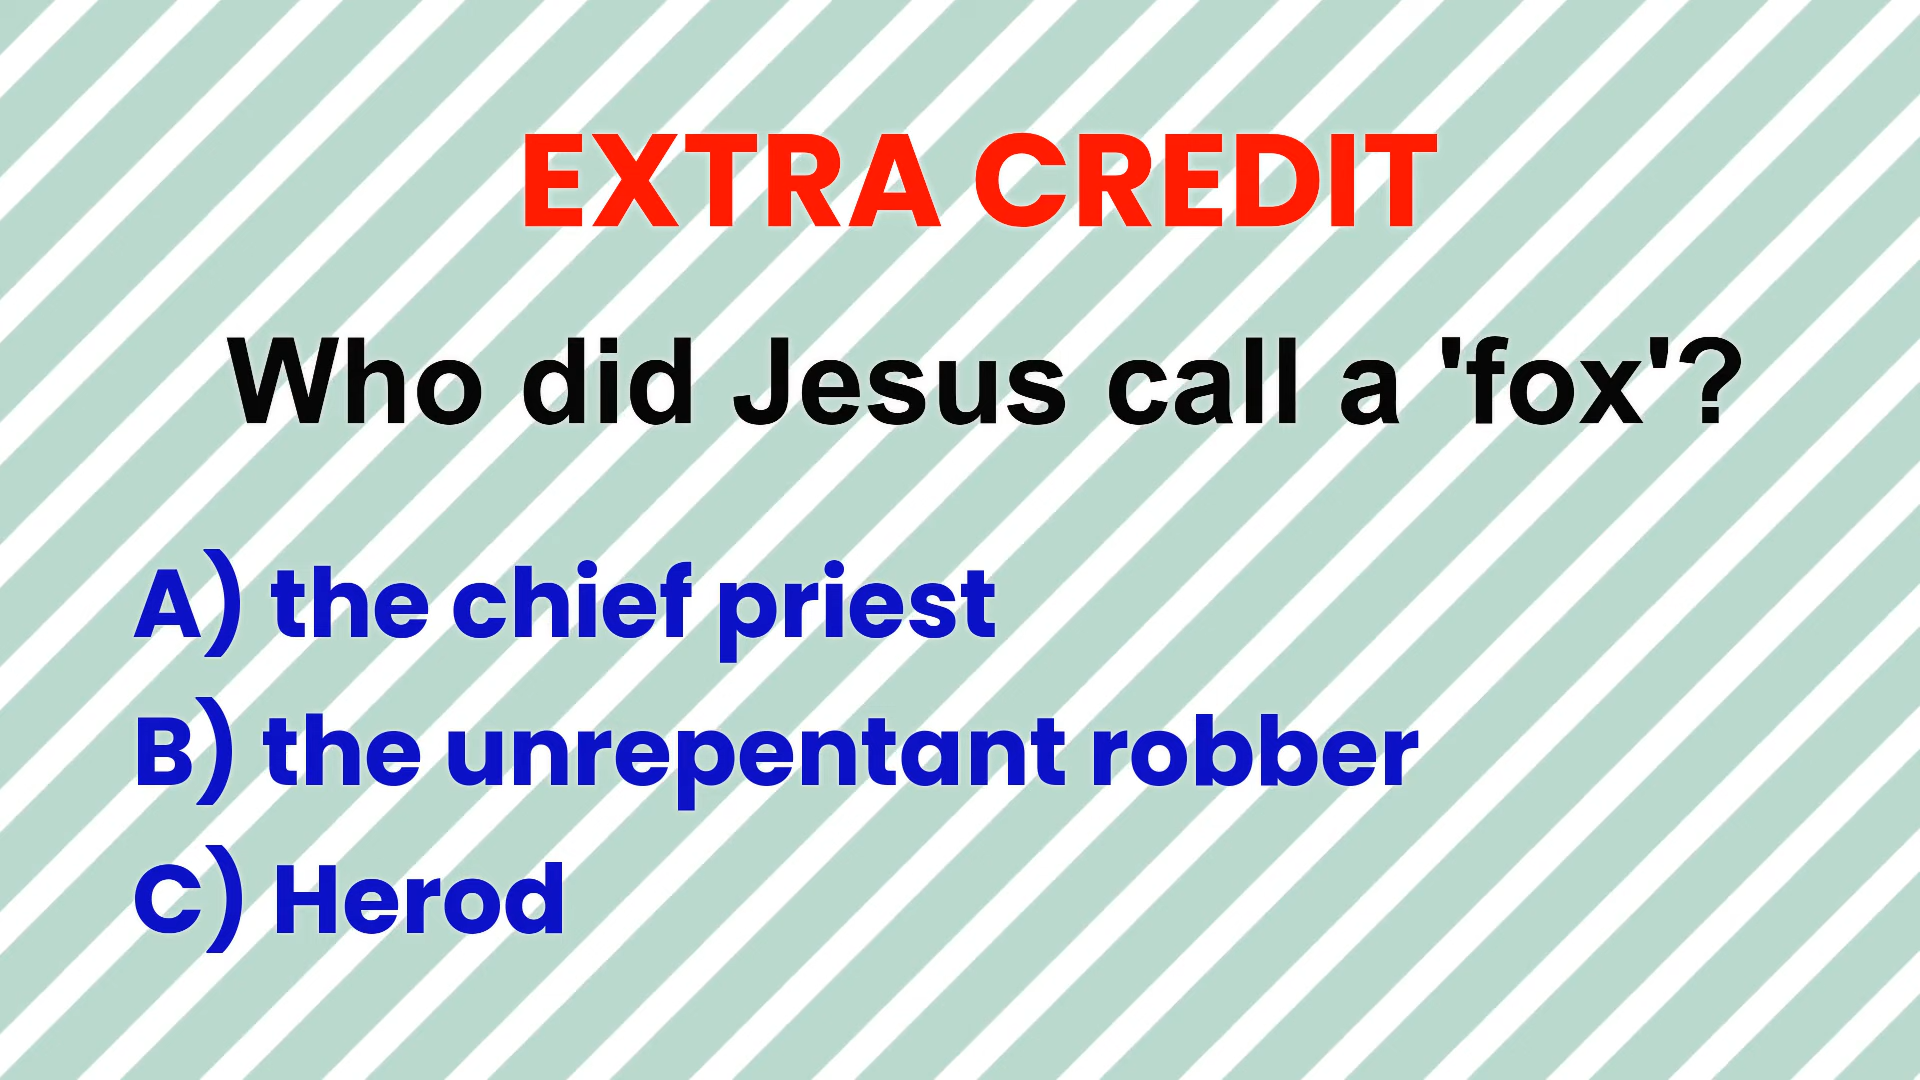 EXTRA CREDIT
Who did Jesus call a 'fox'?
A) the chief priest
B) the unrepentant robber
C) Herod